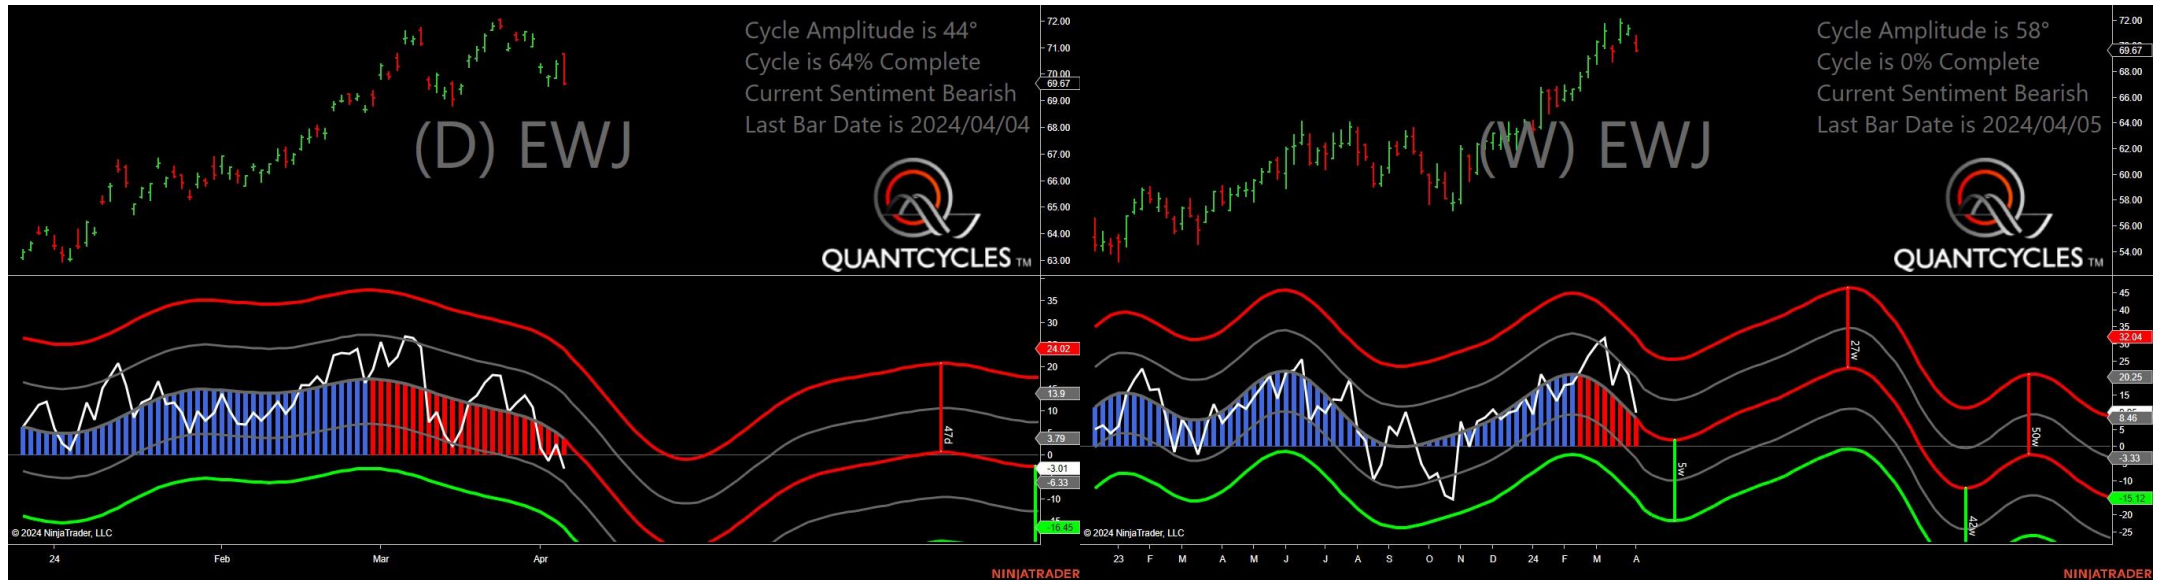 Cycle Amplitude is 44°
Cycle is 64% Complete
Current Sentiment Bearish
Last Bar Date is 2024/04/04
(D) EWJ
QUANTCYCLES TM
72.00
71.00
70.00
69.67
69.00
68.00
67.00
66.00
65.00
64.00
63.00
35
30
24.02
20
13.9
10
3.79
0
-3.01
-6.33
-10
-16.45
47d
© 2024 NinjaTrader, LLC
24
Feb
Mar
Apr
NINJATRADER
Cycle Amplitude is 58°
Cycle is 0% Complete
Current Sentiment Bearish
Last Bar Date is 2024/04/05
(W) EWJ
QUANTCYCLES TM
72.00
69.67
68.00
66.00
64.00
62.00
60.00
58.00
56.00
54.00
45
40
35
32.04
25
20.25
15
8.46
5
0
-3.33
-10
-15.12
-20
-25
5w
27w
42w
50w
© 2024 NinjaTrader, LLC
23 F M A M J J A S O N D 24 F M A
NINJATRADER